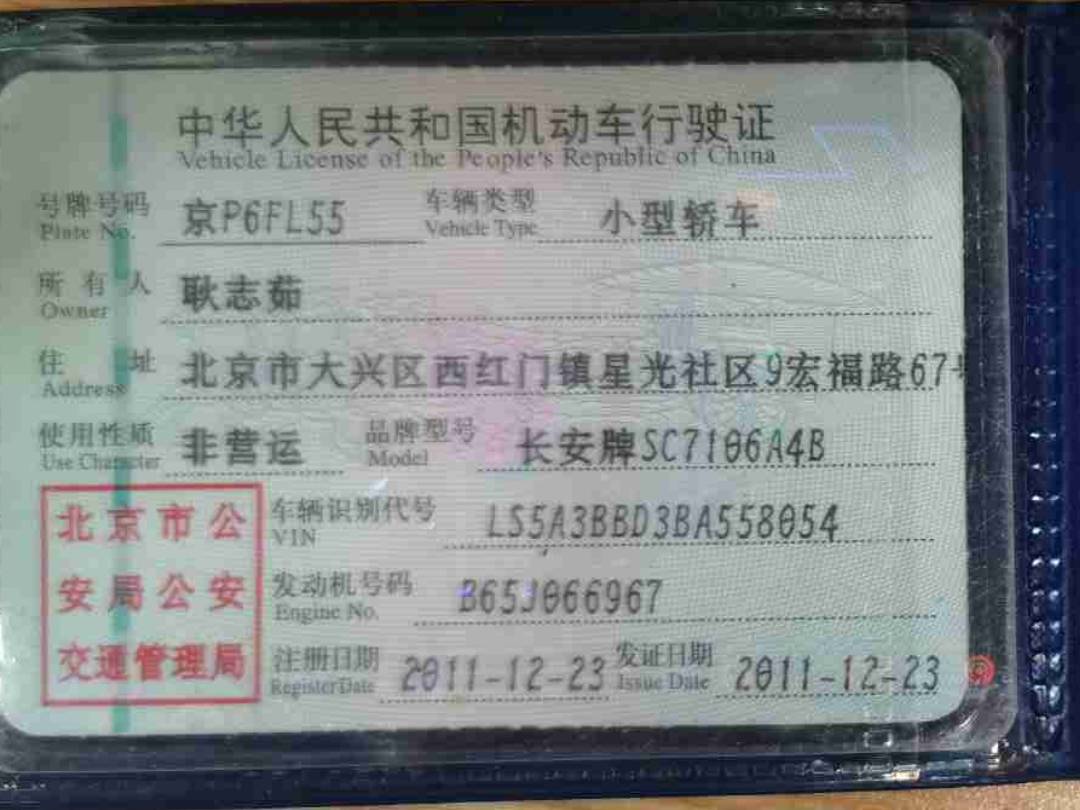 中华人民共和国机动车行驶证
Vehicle License of the People's Republic of China
号牌号码 京P6FL55 车辆类型 小型轿车
Plate No. Vehicle Type
所有人 耿志茹
Owner
住址 北京市大兴区西红门镇星光社区9宏福路67号
Address
使用性质 非营运 品牌型号 长安牌SC7106A4B
Use Character Model
北京市公
安局公安
交通管理局
车辆识别代号 LS5A3BBD3BA558054
VIN
发动机号码 B65J066967
Engine No.
注册日期 2011-12-23 发证日期 2011-12-23
Register Date Issue Date